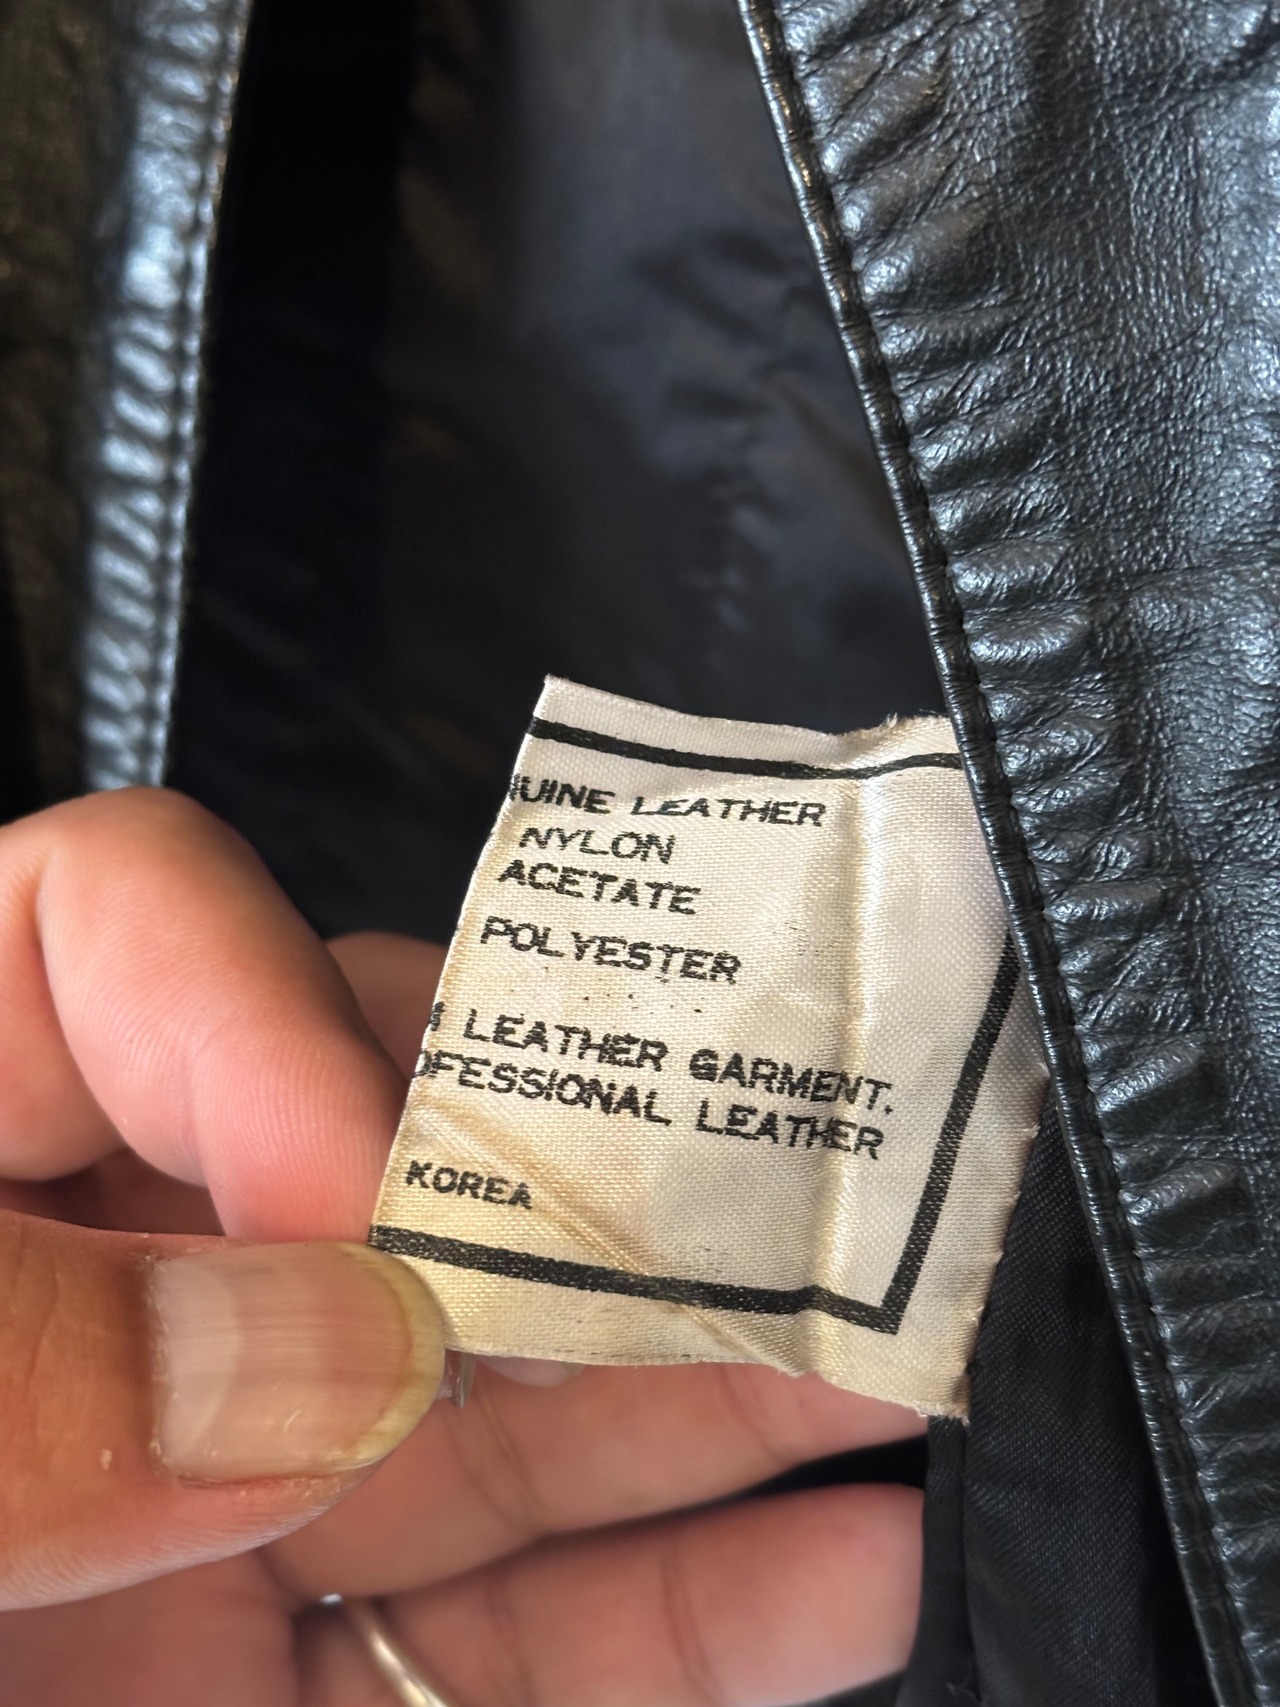 UINE LEATHER
NYLON
ACETATE
POLYESTER
LEATHER GARMENT.
OFESSIONAL LEATHER
KOREA